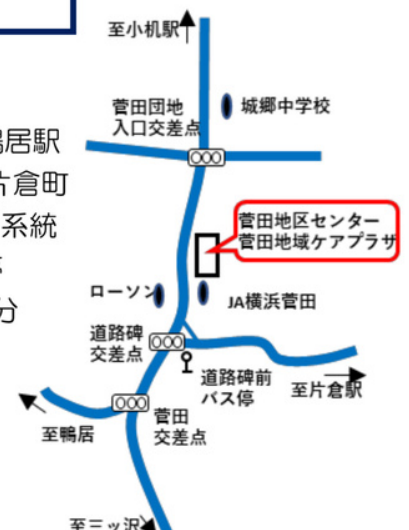 至小机駅
城郷中学校
菅田団地
入口交差点
鴨居駅
片倉町
系統
分
菅田地区センター
菅田地域ケアプラザ
ローソン
JA横浜菅田
道路碑
交差点
道路碑前
バス停
至片倉駅
菅田
交差点
至鴨居
至三ッ沢